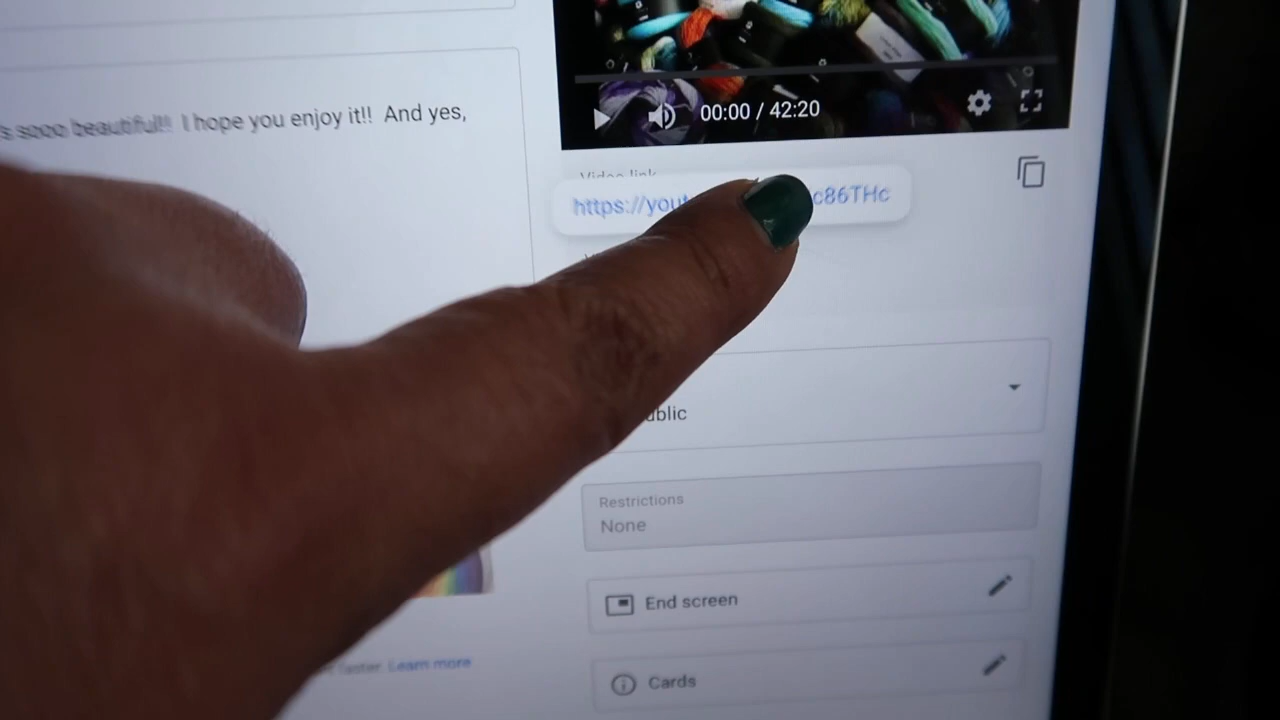 s sooo beautiful!! I hope you enjoy it!! And yes,
00:00 / 42:20
Video link
https://yout c86THc
ublic
Restrictions
None
End screen
Cards
faster. Learn more